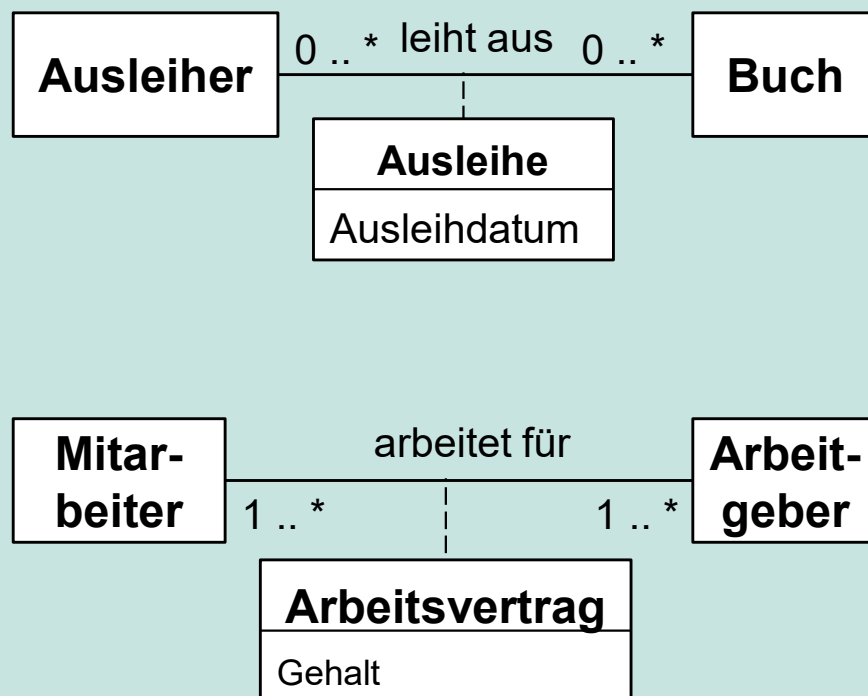 Ausleiher
0 .. *
leiht aus
0 .. *
Buch
Ausleihe
Ausleihdatum
Mitar-
beiter
arbeitet für
1 .. *
1 .. *
Arbeit-
geber
Arbeitsvertrag
Gehalt